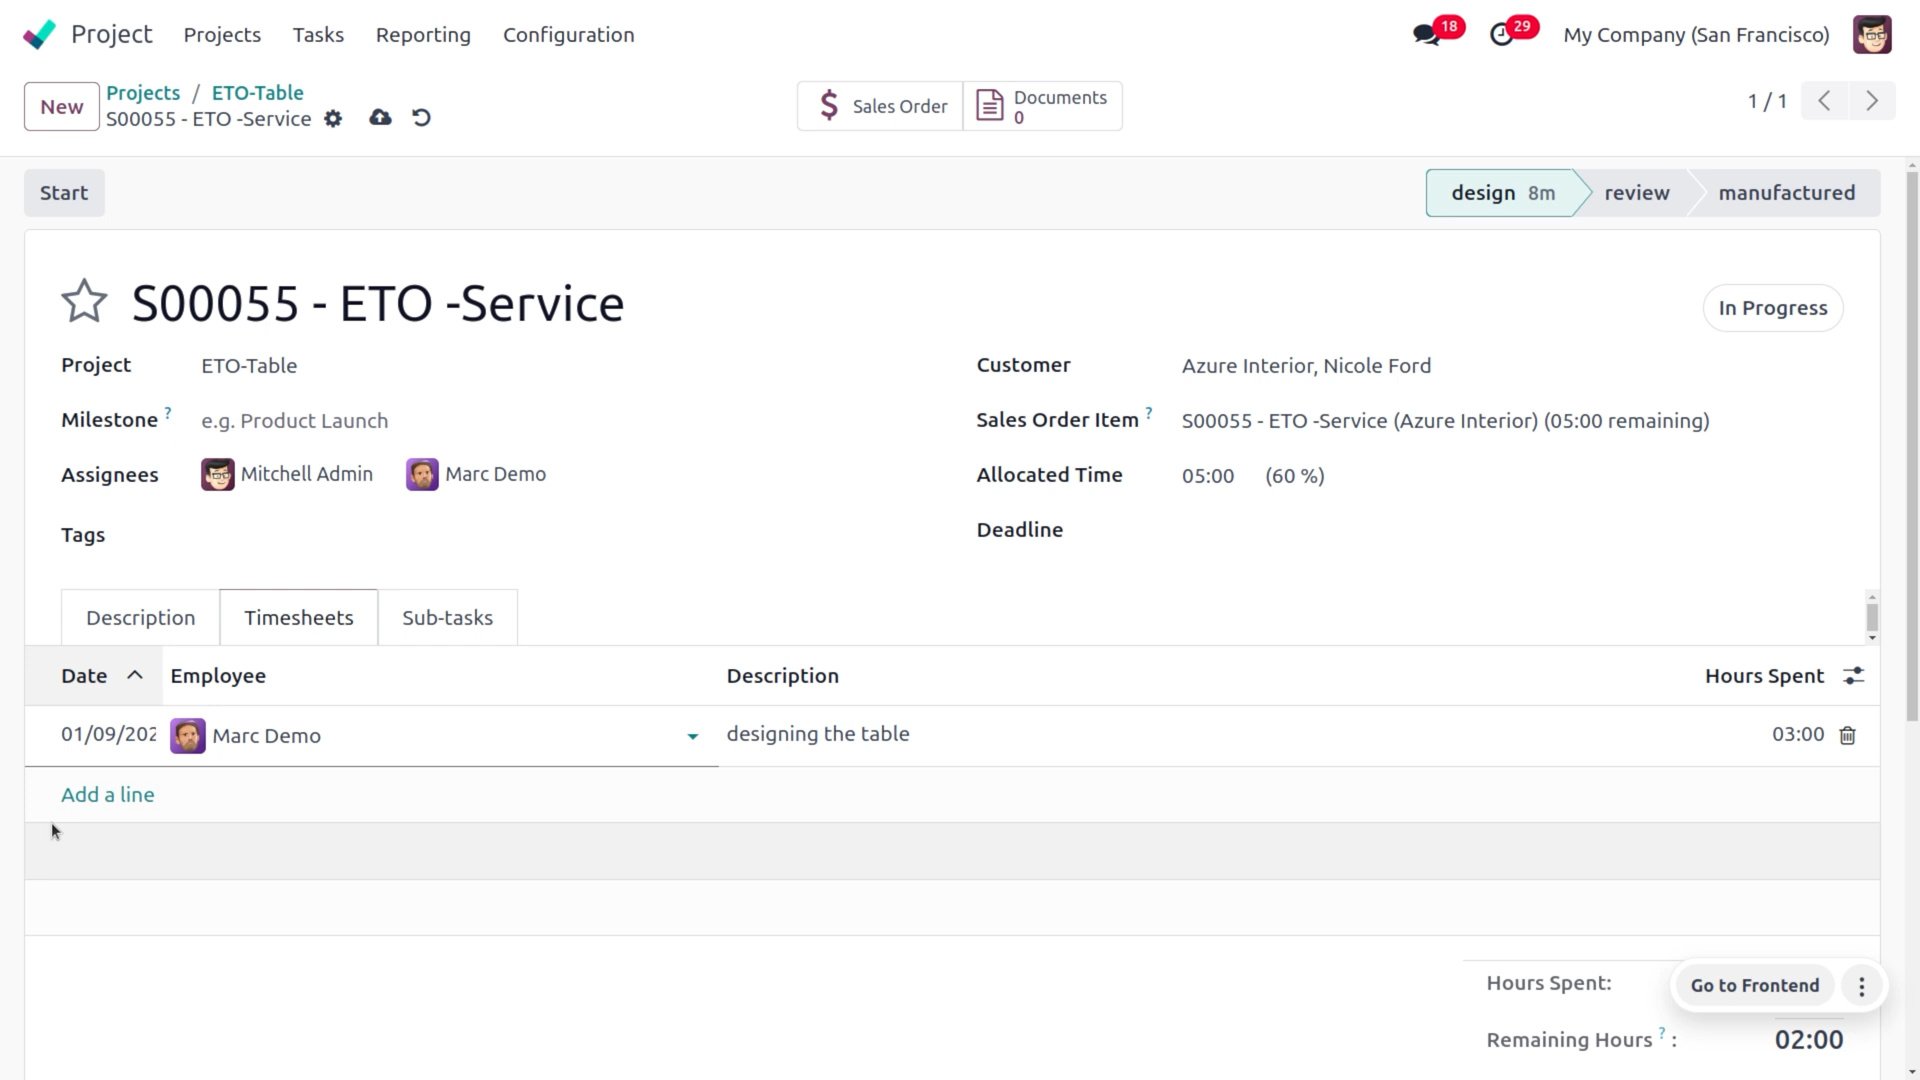 Project Projects Tasks Reporting Configuration 18 29 My Company (San Francisco)
New Projects / ETO-Table
S00055 - ETO -Service
Sales Order Documents 0
1 / 1
Start design 8m review manufactured
S00055 - ETO -Service In Progress
Project ETO-Table Customer Azure Interior, Nicole Ford
Milestone ? e.g. Product Launch Sales Order Item ? S00055 - ETO -Service (Azure Interior) (05:00 remaining)
Assignees Mitchell Admin Marc Demo Allocated Time 05:00 (60 %)
Tags Deadline
Description Timesheets Sub-tasks
Date Employee Description Hours Spent
01/09/202 Marc Demo designing the table 03:00
Add a line
Hours Spent: Go to Frontend
Remaining Hours ? : 02:00